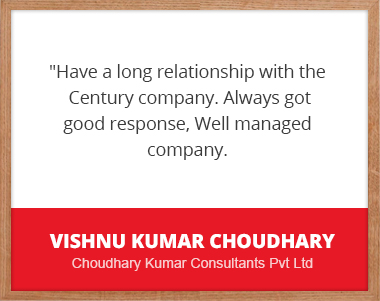 "Have a long relationship with the
Century company. Always got
good response, Well managed
company.
VISHNU KUMAR CHOUDHARY
Choudhary Kumar Consultants Pvt Ltd